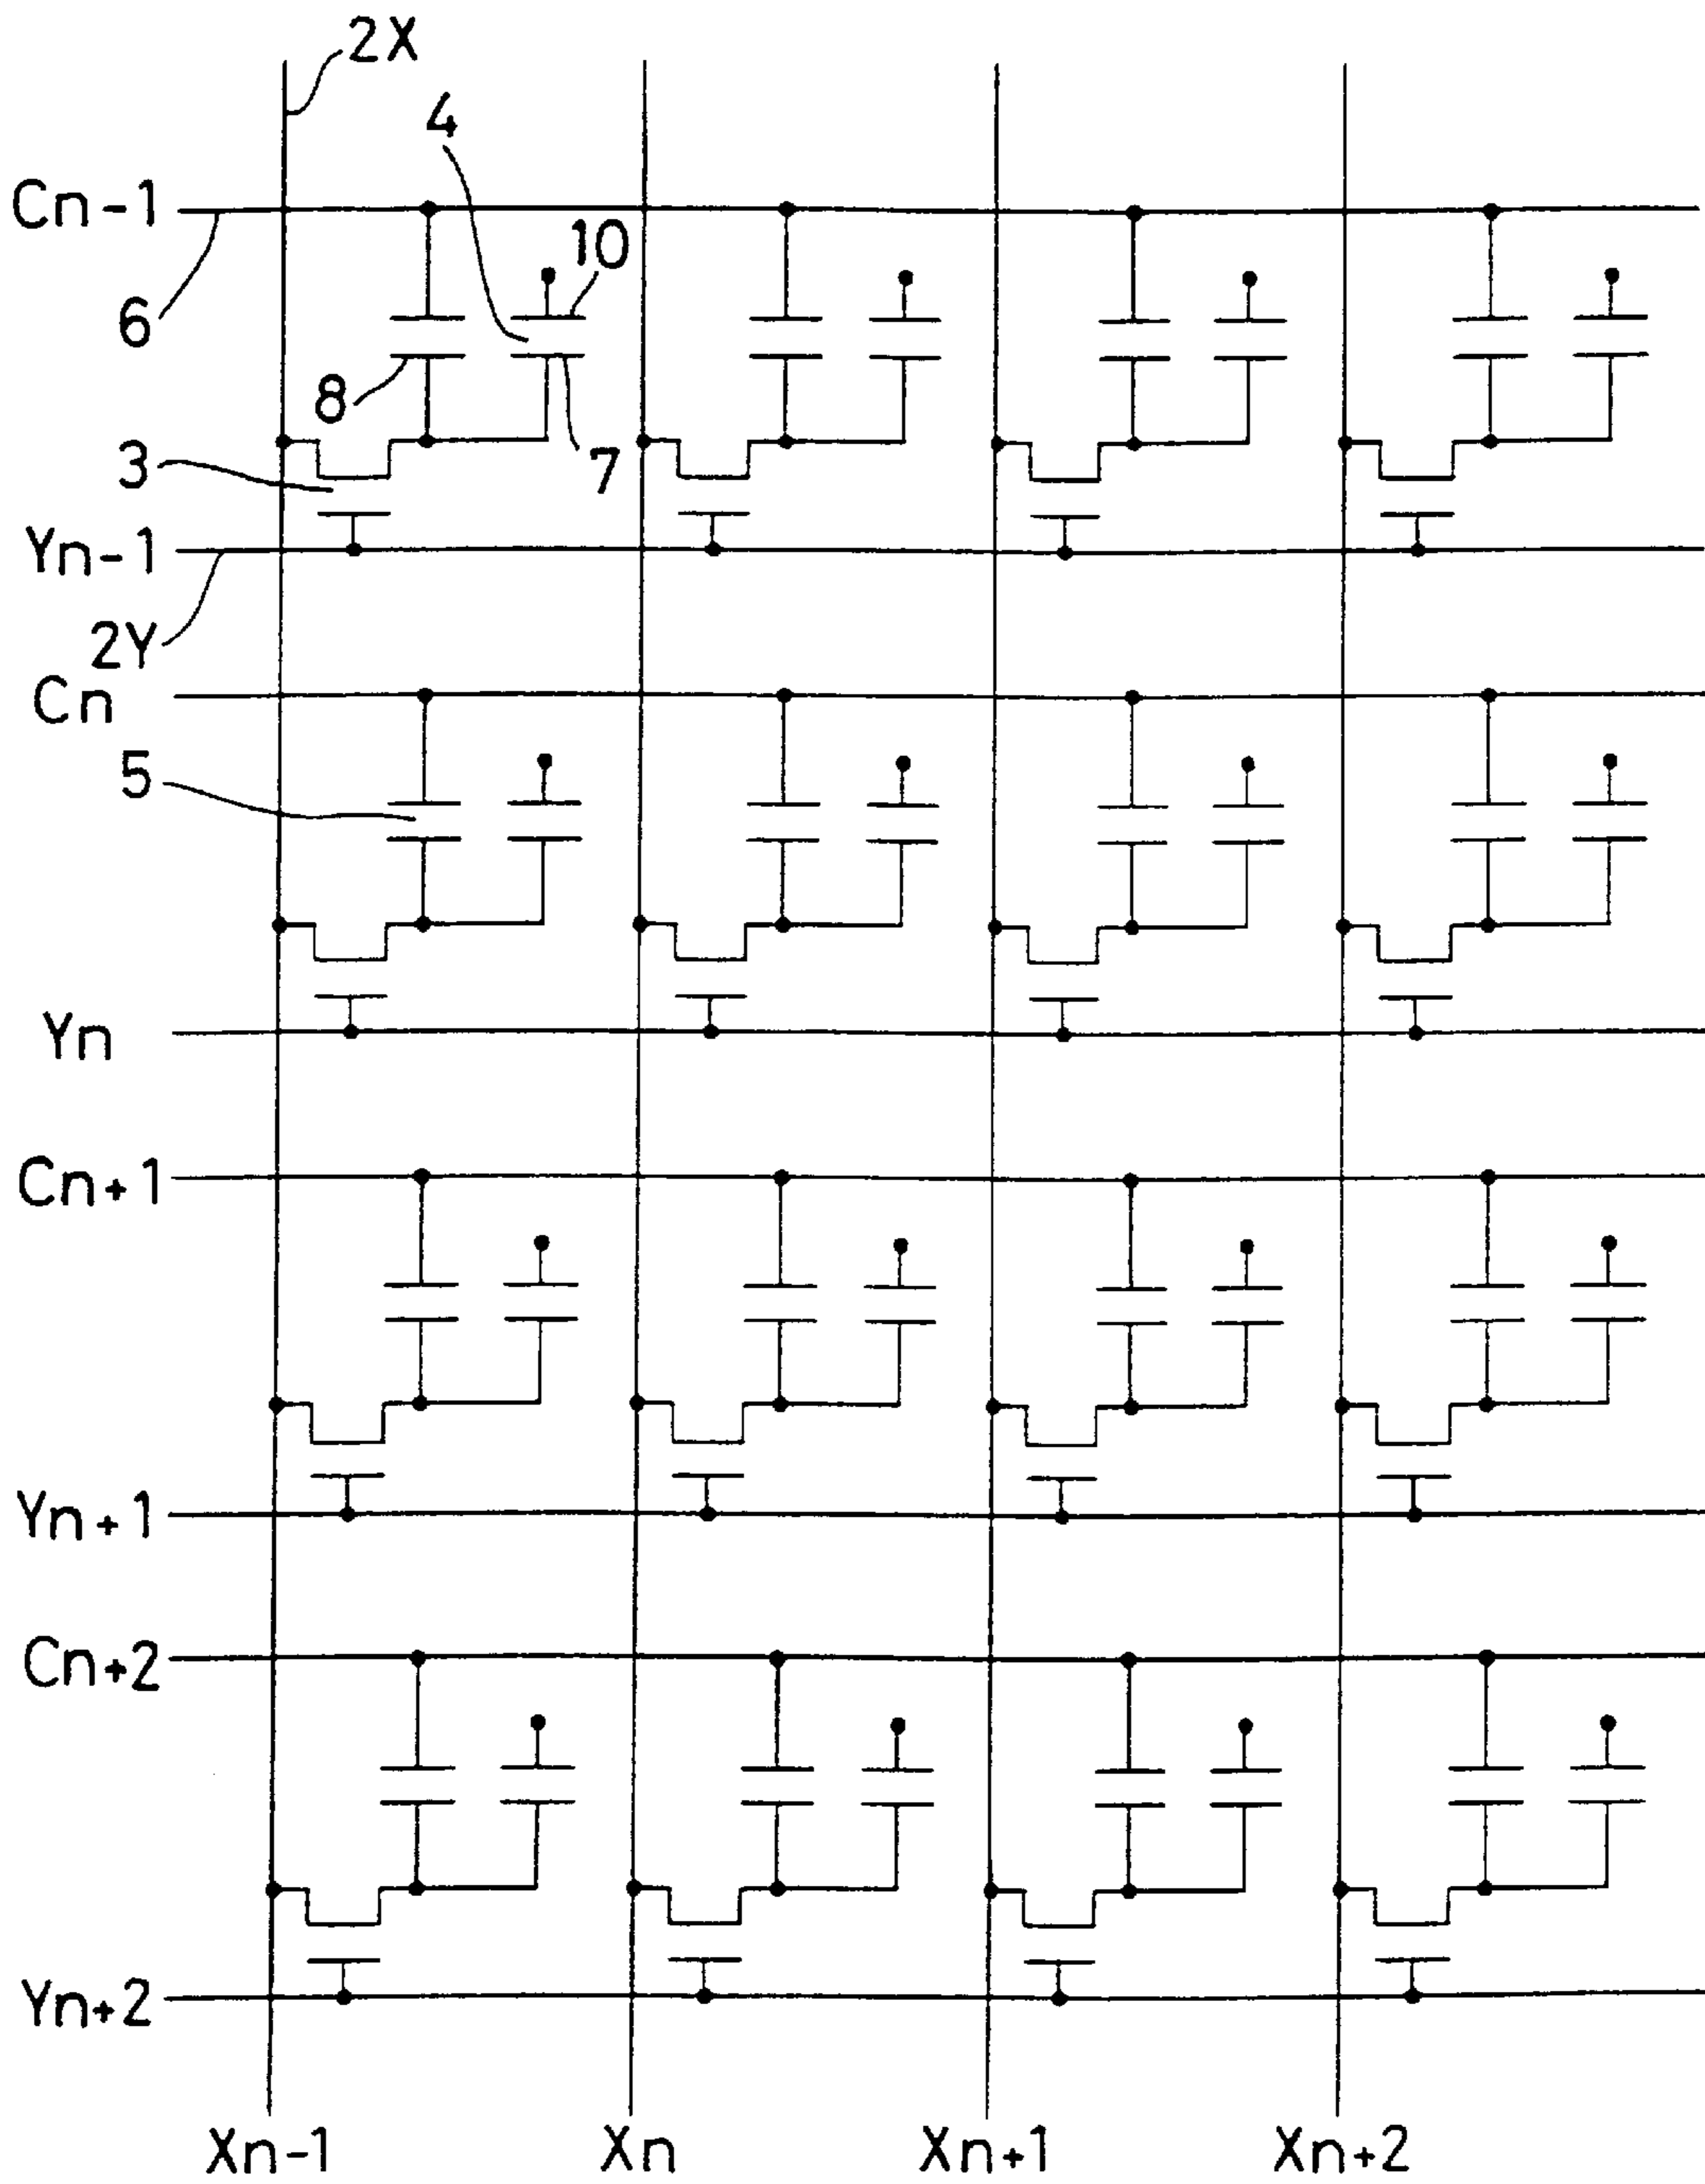 2X
4
Cn-1
10
6
8
3
7
Yn-1
2Y
Cn
5
Yn
Cn+1
Yn+1
Cn+2
Yn+2
Xn-1 Xn Xn+1 Xn+2